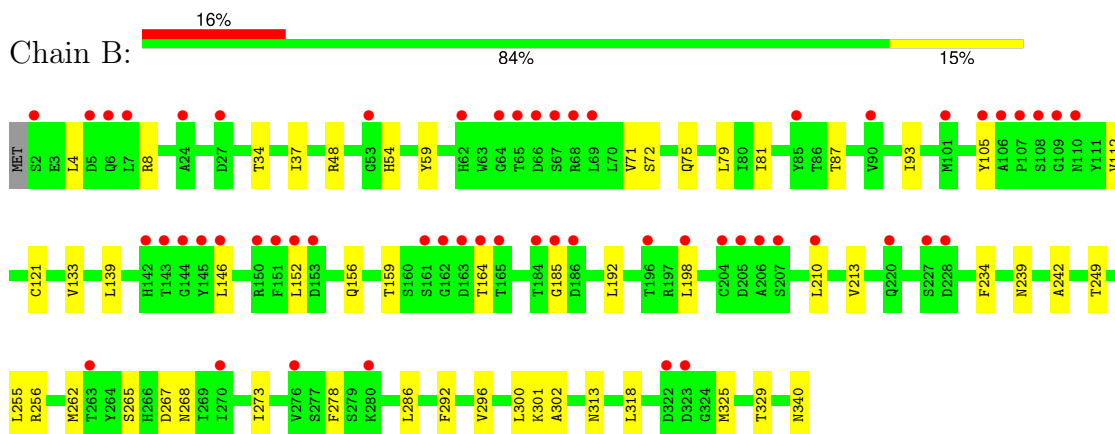 16%
Chain B:
84% 15%
MET S2 E3 L4 D5 Q6 L7 R8 A24 D27 T34 I37 R48 G53 H54 Y59 H62 W63 G64 T65 D66 S67 R68 L69 L70 V71 S72 Q75 L79 I80 I81 Y85 T86 T87 V90 I93 M101 Y105 A106 P107 S108 G109 N110 Y111
C121 V133 L139 H142 T143 G144 Y145 L146 R150 F151 L152 D153 Q156 T159 S160 S161 G162 D163 T164 T165 T184 G185 D186 L192 T196 R197 L198 C204 D205 A206 S207 L210 V213 Q220 S227 D228 F234 N239 A242 T249
L255 R256 M262 T263 Y264 S265 H266 D267 N268 I269 I270 I273 V276 S277 F278 S279 K280 L286 F292 V296 L300 K301 A302 N313 L318 D322 D323 G324 M325 T329 N340